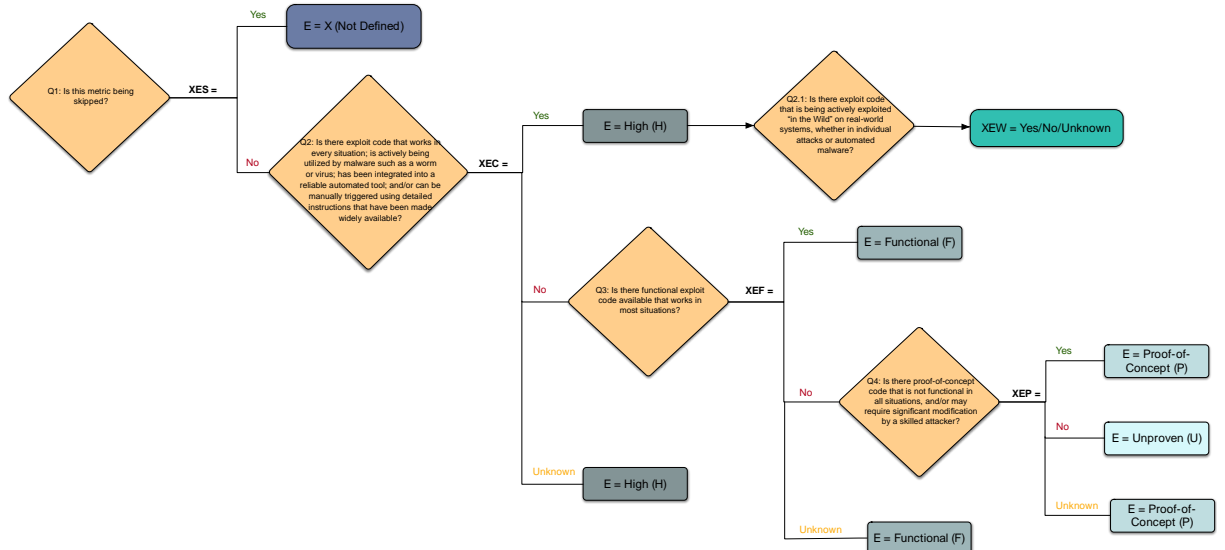 Yes
E = X (Not Defined)
Q1: Is this metric being
skipped?
XES =
No
Q2: Is there exploit code that works in
every situation; is actively being
utilized by malware such as a worm
or virus; has been integrated into a
reliable automated tool; and/or can be
manually triggered using detailed
instructions that have been made
widely available?
XEC =
Yes
E = High (H)
Q2.1: Is there exploit code
that is being actively exploited
"in the Wild" on real-world
systems, whether in individual
attacks or automated
malware?
XEW = Yes/No/Unknown
No
Q3: Is there functional exploit
code available that works in
most situations?
XEF =
Yes
E = Functional (F)
No
Q4: Is there proof-of-concept
code that is not functional in
all situations, and/or may
require significant modification
by a skilled attacker?
XEP =
Yes
E = Proof-of-
Concept (P)
No
E = Unproven (U)
Unknown
E = Proof-of-
Concept (P)
Unknown
E = High (H)
Unknown
E = Functional (F)